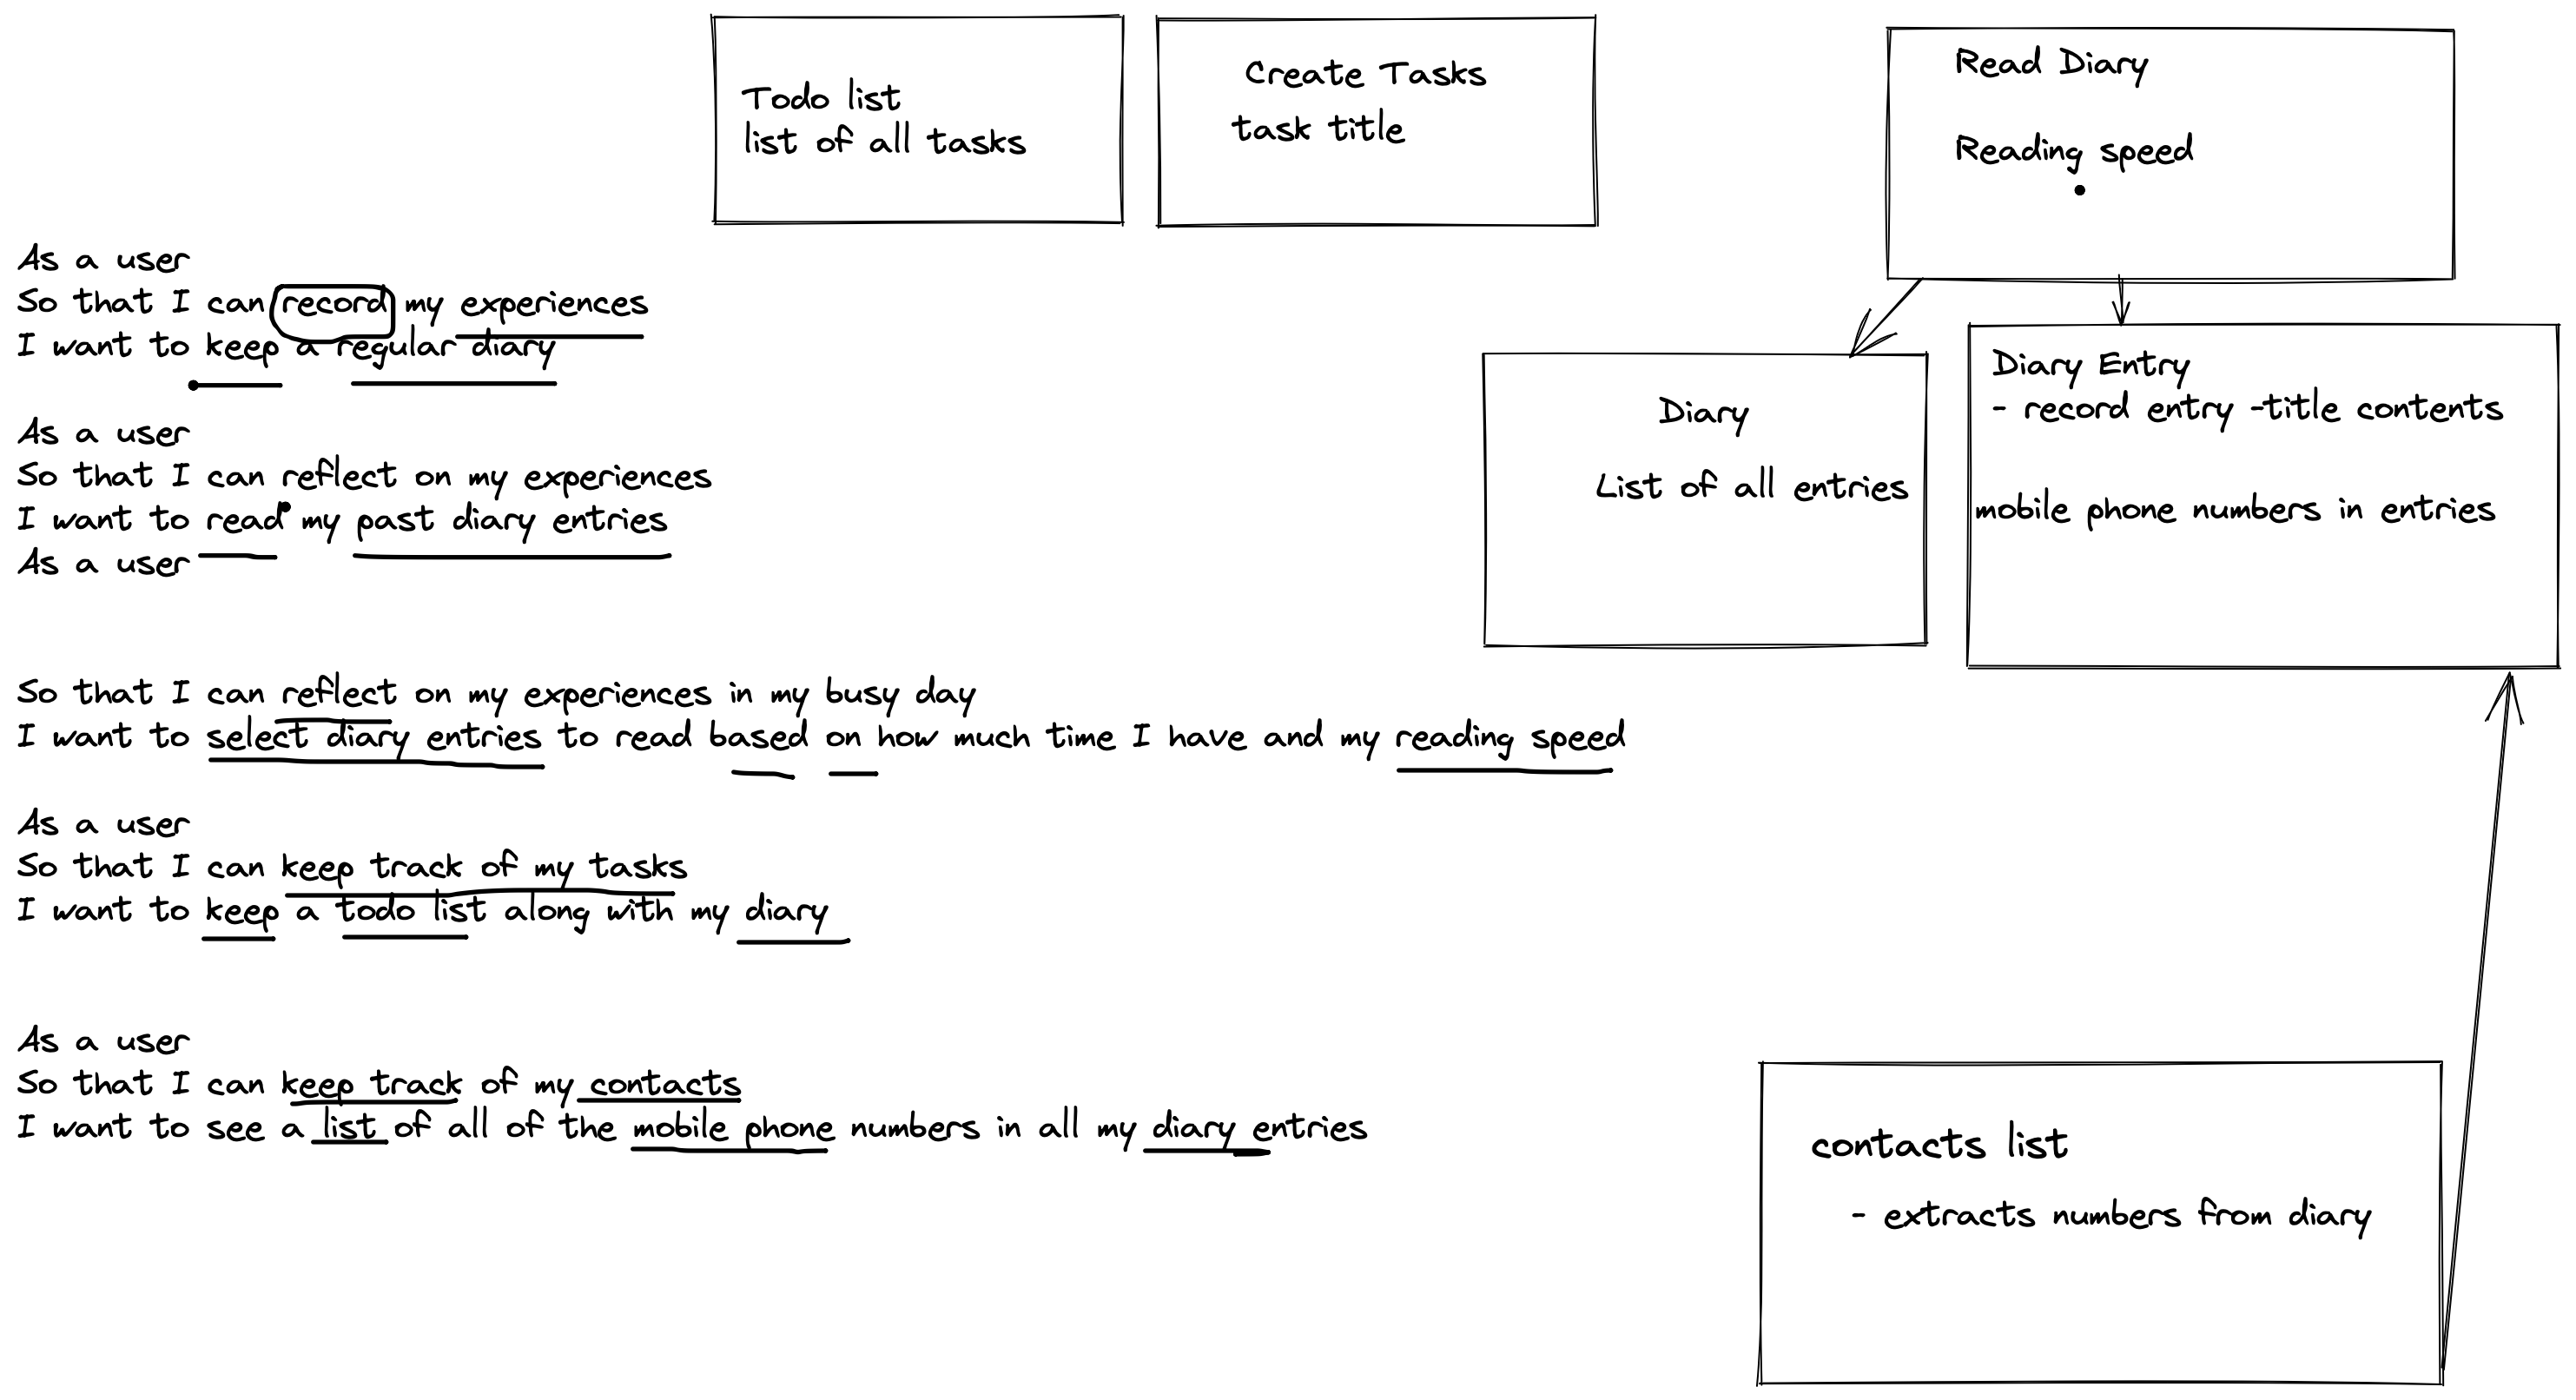 Todo list
list of all tasks
Create Tasks
task title
Read Diary
Reading speed
As a user
So that I can record my experiences
I want to keep a regular diary
As a user
So that I can reflect on my experiences
I want to read my past diary entries
As a user
So that I can reflect on my experiences in my busy day
I want to select diary entries to read based on how much time I have and my reading speed
As a user
So that I can keep track of my tasks
I want to keep a todo list along with my diary
As a user
So that I can keep track of my contacts
I want to see a list of all of the mobile phone numbers in all my diary entries
Diary
List of all entries
Diary Entry
- record entry -title contents
mobile phone numbers in entries
contacts list
- extracts numbers from diary